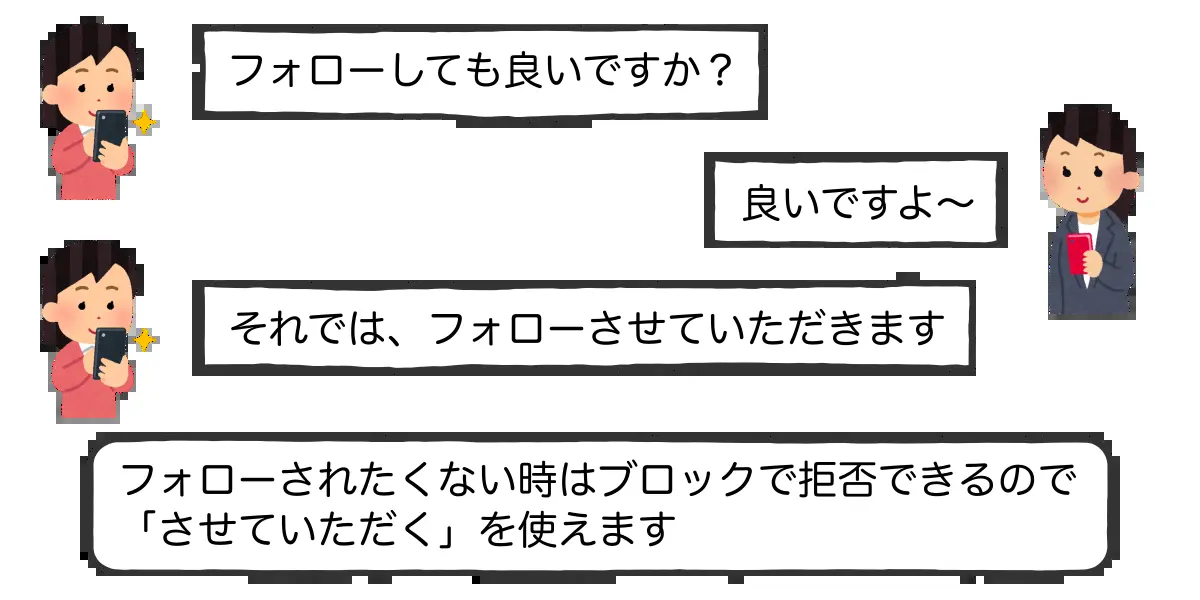 フォローしても良いですか？
良いですよ～
それでは、フォローさせていただきます
フォローされたくない時はブロックで拒否できるので
「させていただく」を使えます